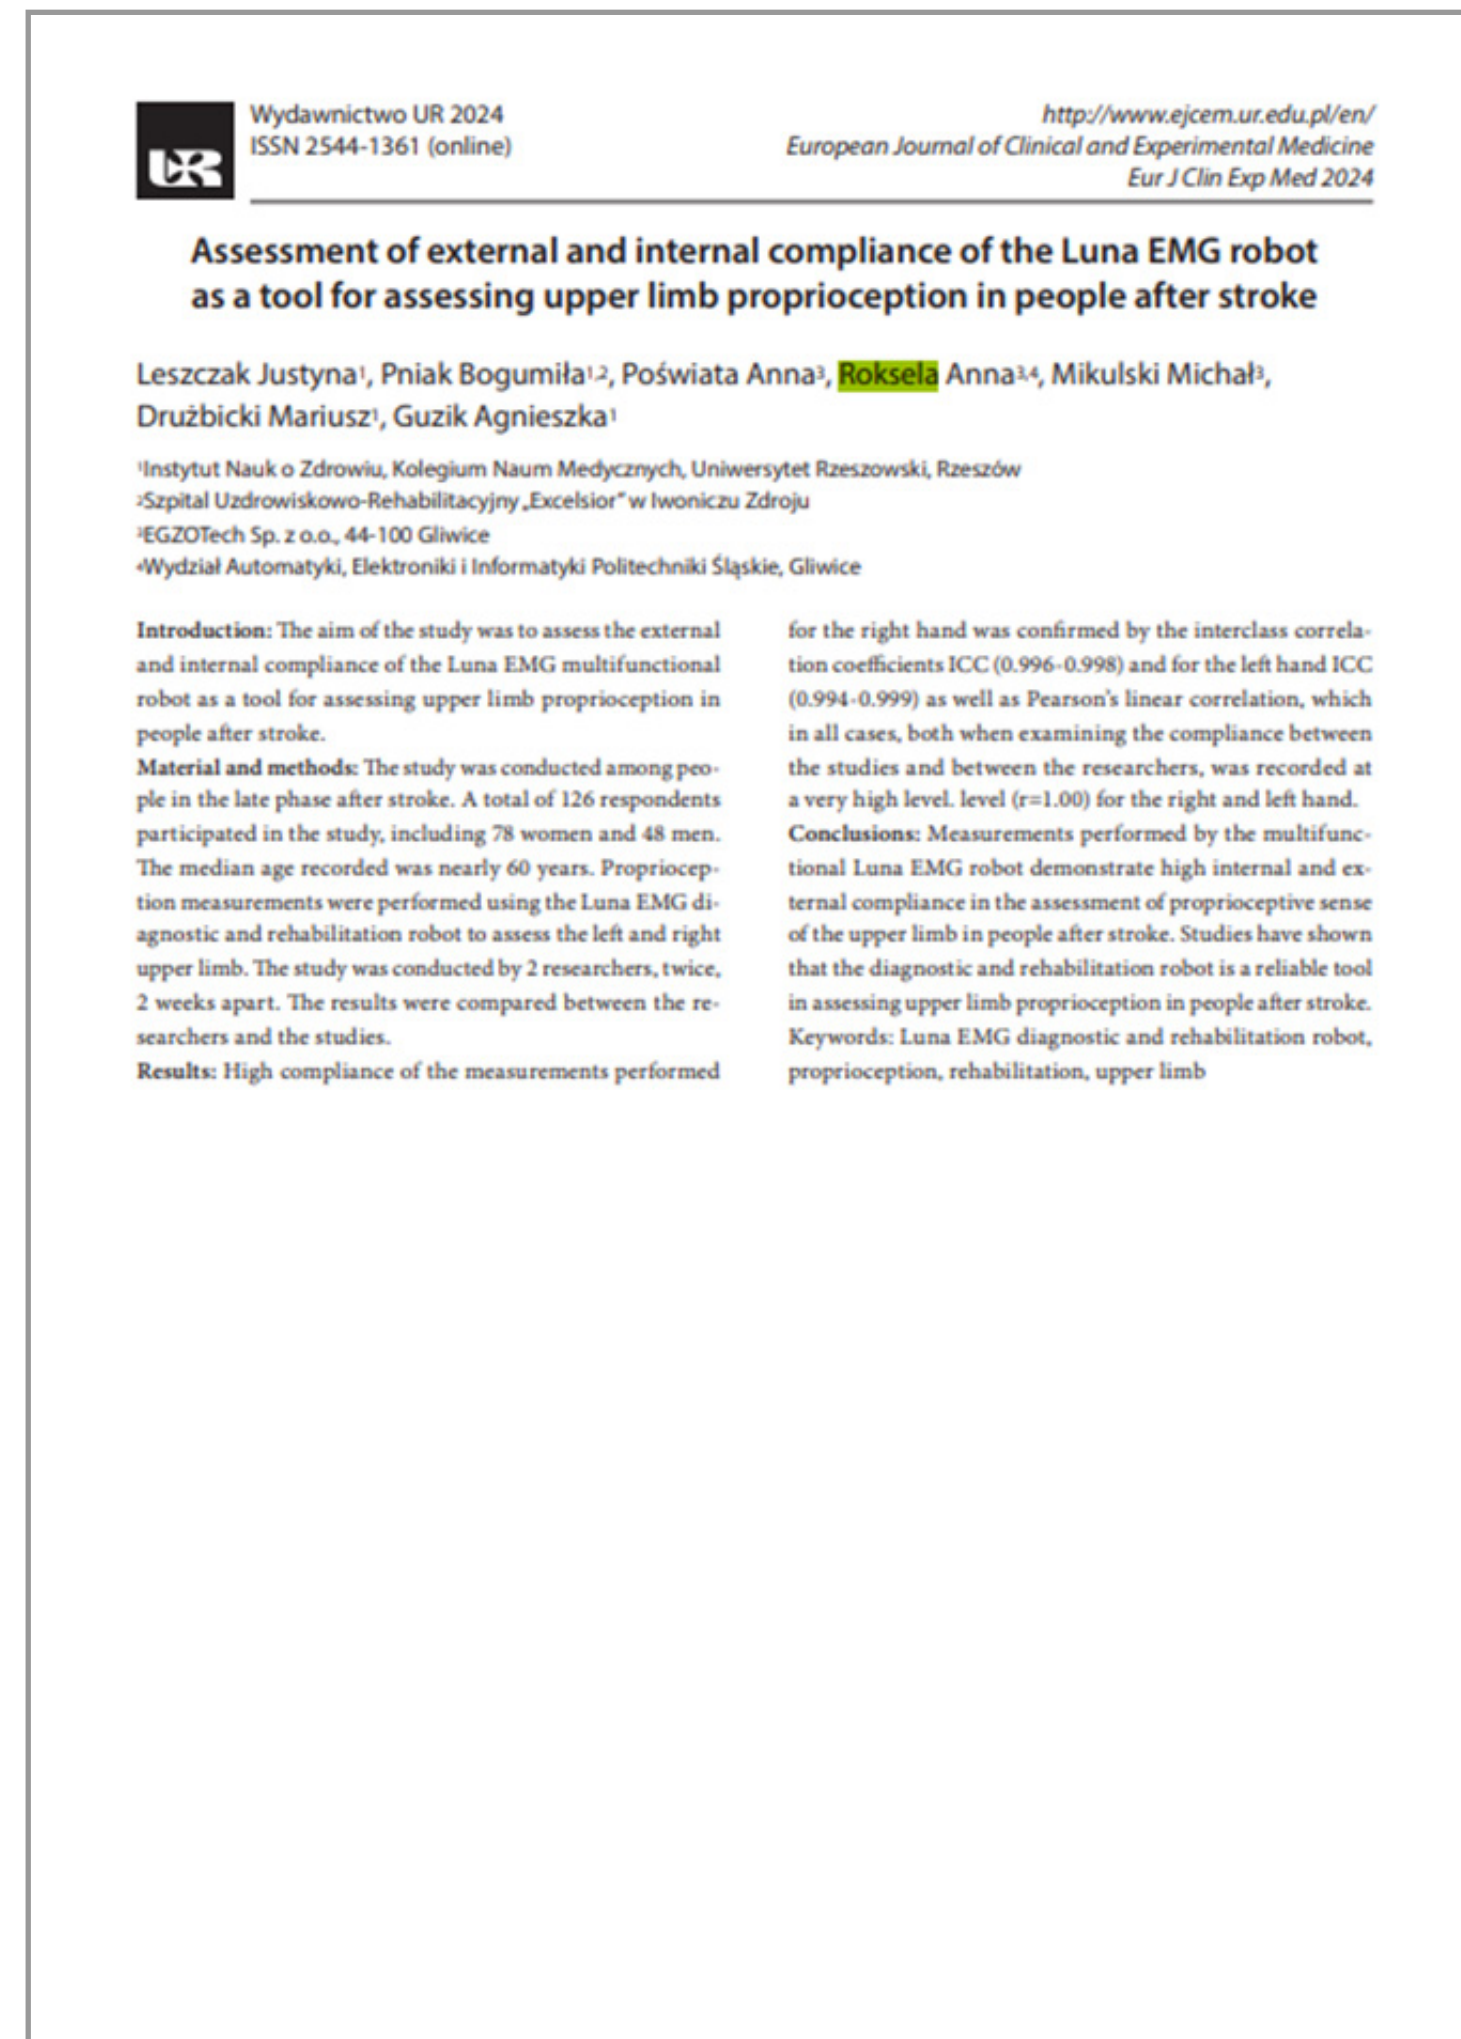 UR
Wydawnictwo UR 2024
ISSN 2544-1361 (online)
http://www.ejcem.ur.edu.pl/en/
European Journal of Clinical and Experimental Medicine
Eur J Clin Exp Med 2024
Assessment of external and internal compliance of the Luna EMG robot
as a tool for assessing upper limb proprioception in people after stroke
Leszczak Justyna¹, Pniak Bogumiła¹,², Poświata Anna³, Roksela Anna³,⁴, Mikulski Michał³,
Drużbicki Mariusz¹, Guzik Agnieszka¹
¹Instytut Nauk o Zdrowiu, Kolegium Naum Medycznych, Uniwersytet Rzeszowski, Rzeszów
²Szpital Uzdrowiskowo-Rehabilitacyjny „Excelsior” w Iwoniczu Zdroju
³EGZOTech Sp. z o.o., 44-100 Gliwice
⁴Wydział Automatyki, Elektroniki i Informatyki Politechniki Śląskie, Gliwice
Introduction: The aim of the study was to assess the external
and internal compliance of the Luna EMG multifunctional
robot as a tool for assessing upper limb proprioception in
people after stroke.
Material and methods: The study was conducted among peo-
ple in the late phase after stroke. A total of 126 respondents
participated in the study, including 78 women and 48 men.
The median age recorded was nearly 60 years. Propriocep-
tion measurements were performed using the Luna EMG di-
agnostic and rehabilitation robot to assess the left and right
upper limb. The study was conducted by 2 researchers, twice,
2 weeks apart. The results were compared between the re-
searchers and the studies.
Results: High compliance of the measurements performed
for the right hand was confirmed by the interclass correla-
tion coefficients ICC (0.996-0.998) and for the left hand ICC
(0.994-0.999) as well as Pearson's linear correlation, which
in all cases, both when examining the compliance between
the studies and between the researchers, was recorded at
a very high level. level (r=1.00) for the right and left hand.
Conclusions: Measurements performed by the multifunc-
tional Luna EMG robot demonstrate high internal and ex-
ternal compliance in the assessment of proprioceptive sense
of the upper limb in people after stroke. Studies have shown
that the diagnostic and rehabilitation robot is a reliable tool
in assessing upper limb proprioception in people after stroke.
Keywords: Luna EMG diagnostic and rehabilitation robot,
proprioception, rehabilitation, upper limb